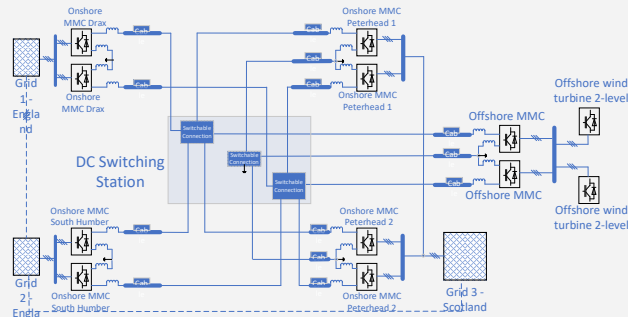 Onshore MMC Drax
Cab
Onshore MMC
Peterhead 1
Cab
Grid
1 -
Engla
nd
Onshore
MMC Drax
Cab
Cab
Onshore MMC
Peterhead 1
Cab
Offshore wind
turbine 2-level
Offshore MMC
Cab
Switchable
Connection
DC Switching
Station
Switchable
Connection
Cab
Switchable
Connection
Cab
Offshore MMC
Offshore wind
turbine 2-level
Onshore MMC
South Humber
Cab
Onshore MMC
Peterhead 2
Cab
Cab
Grid
2 -
Engla
Onshore MMC
South Humber
Cab
Cab
Onshore MMC
Peterhead 2
Grid 3 -
Scotland